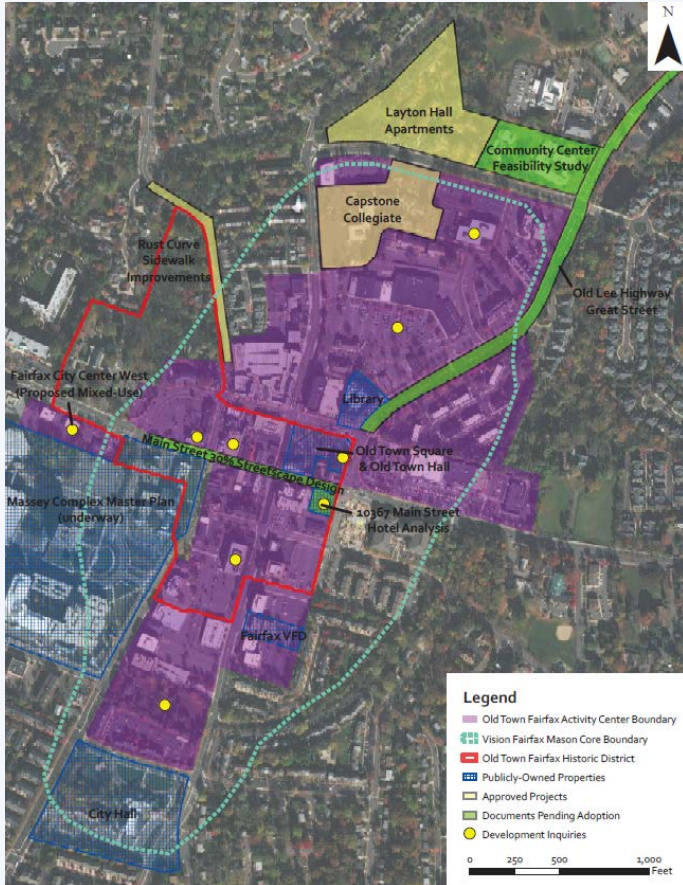 N
Layton Hall
Apartments
Community Center
Feasibility Study
Capstone
Collegiate
Rust Curve
Sidewalk
Improvements
Old Lee Highway
Great Street
Fairfax City Center West
(Proposed Mixed-Use)
Library
Main Street 30% StreetScape Design
Old Town Square
& Old Town Hall
Massey Complex Master Plan
(underway)
10367 Main Street
Hotel Analysis
Fairfax VFD
City Hall
Legend
Old Town Fairfax Activity Center Boundary
Vision Fairfax Mason Core Boundary
Old Town Fairfax Historic District
Publicly-Owned Properties
Approved Projects
Documents Pending Adoption
Development Inquiries
0 250 500 1,000
Feet